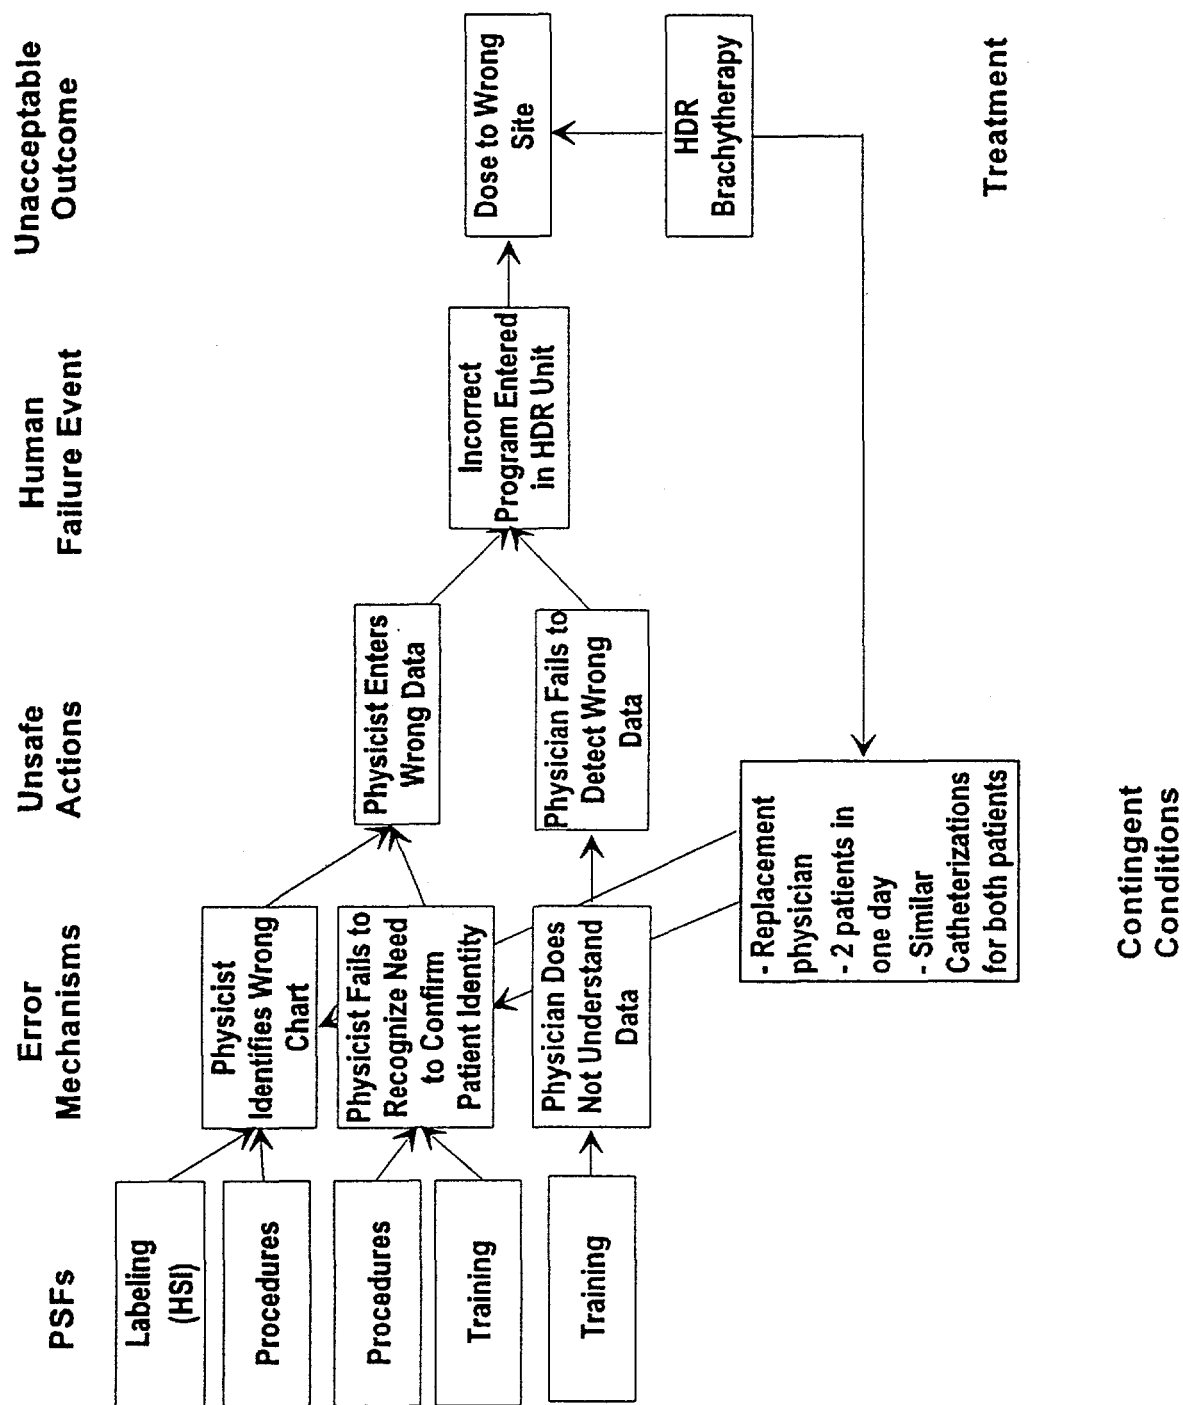 PSFs
Error
Mechanisms
Unsafe
Actions
Human
Failure Event
Unacceptable
Outcome
Labeling
(HSI)
Procedures
Procedures
Training
Training
Physicist
Identifies Wrong
Chart
Physicist Fails to
Recognize Need
to Confirm
Patient Identity
Physician Does
Not Understand
Data
Physicist Enters
Wrong Data
Physician Fails to
Detect Wrong
Data
Incorrect
Program Entered
in HDR Unit
Dose to Wrong
Site
HDR
Brachytherapy
- Replacement
physician
- 2 patients in
one day
- Similar
Catheterizations
for both patients
Contingent
Conditions
Treatment